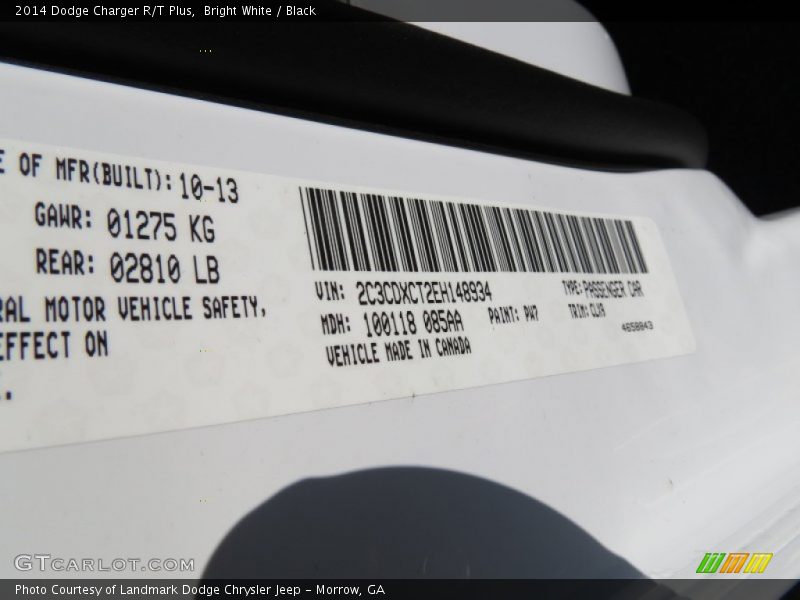 2014 Dodge Charger R/T Plus, Bright White / Black
E OF MFR(BUILT): 10-13
GAWR: 01275 KG
REAR: 02810 LB
RAL MOTOR VEHICLE SAFETY,
EFFECT ON
VIN: 2C3CDXCT2EH148934
TYPE: PASSENGER CAR
MDH: 100118 085AA
PAINT: PW7
TRIM: CLV9
VEHICLE MADE IN CANADA
4658843
GTCARLOT.COM
Photo Courtesy of Landmark Dodge Chrysler Jeep - Morrow, GA